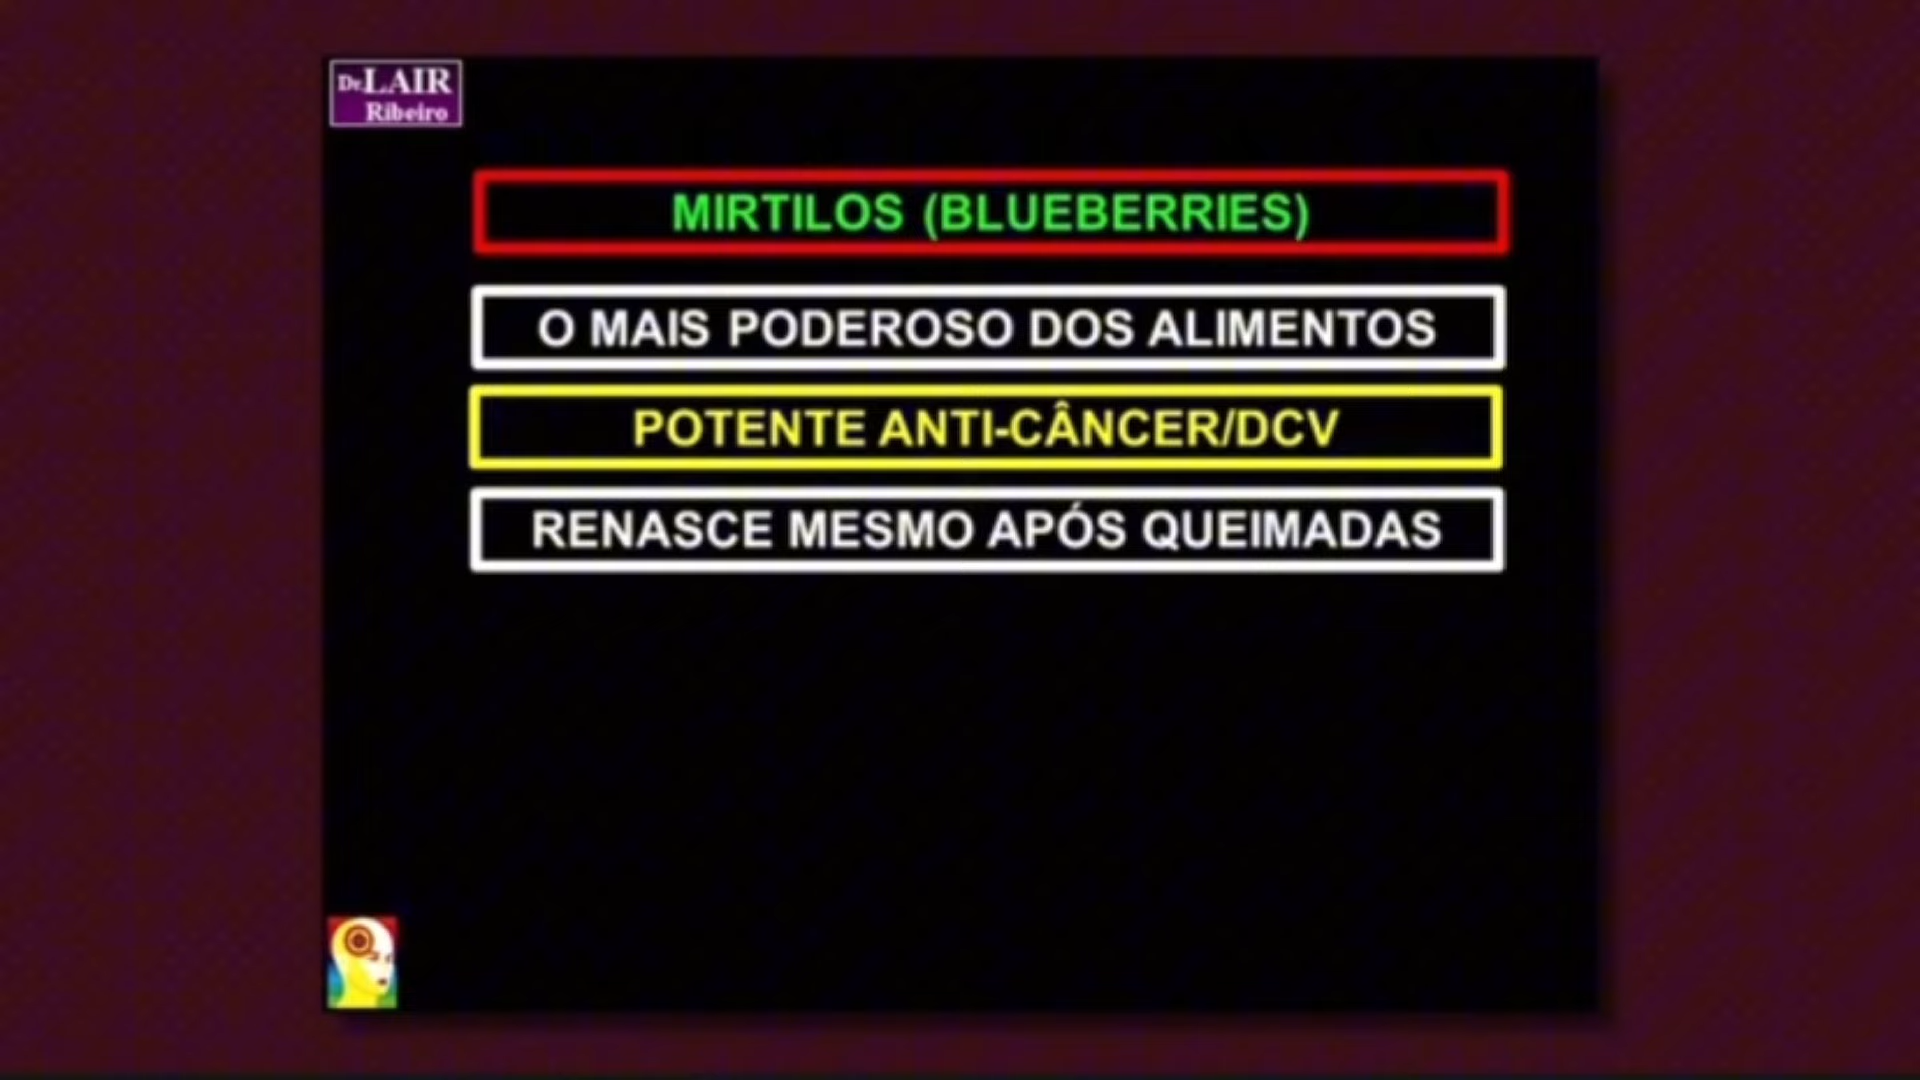 Dr. LAIR
Ribeiro
MIRTILOS (BLUEBERRIES)
O MAIS PODEROSO DOS ALIMENTOS
POTENTE ANTI-CÂNCER/DCV
RENASCE MESMO APÓS QUEIMADAS